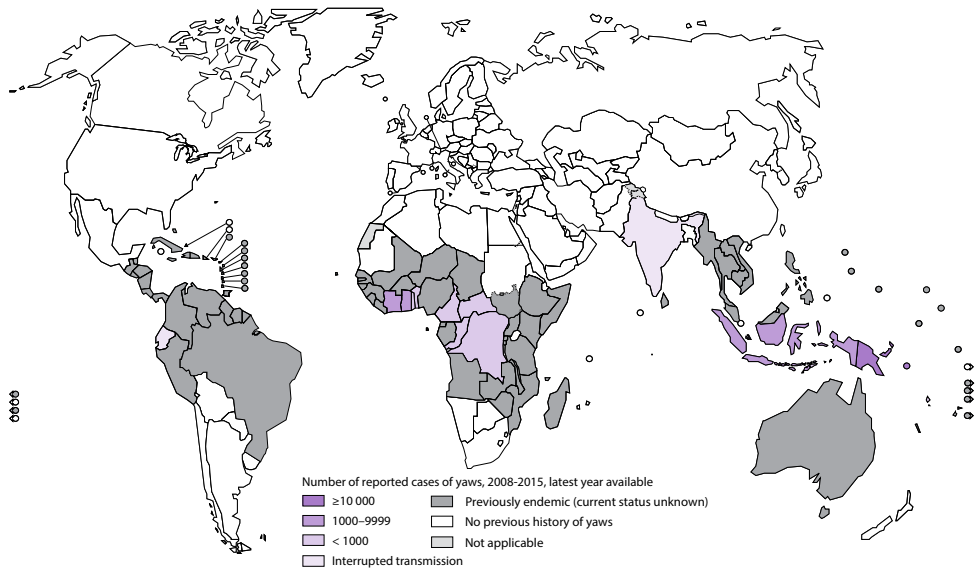 Number of reported cases of yaws, 2008-2015, latest year available
≥10 000
1000–9999
< 1000
Interrupted transmission
Previously endemic (current status unknown)
No previous history of yaws
Not applicable